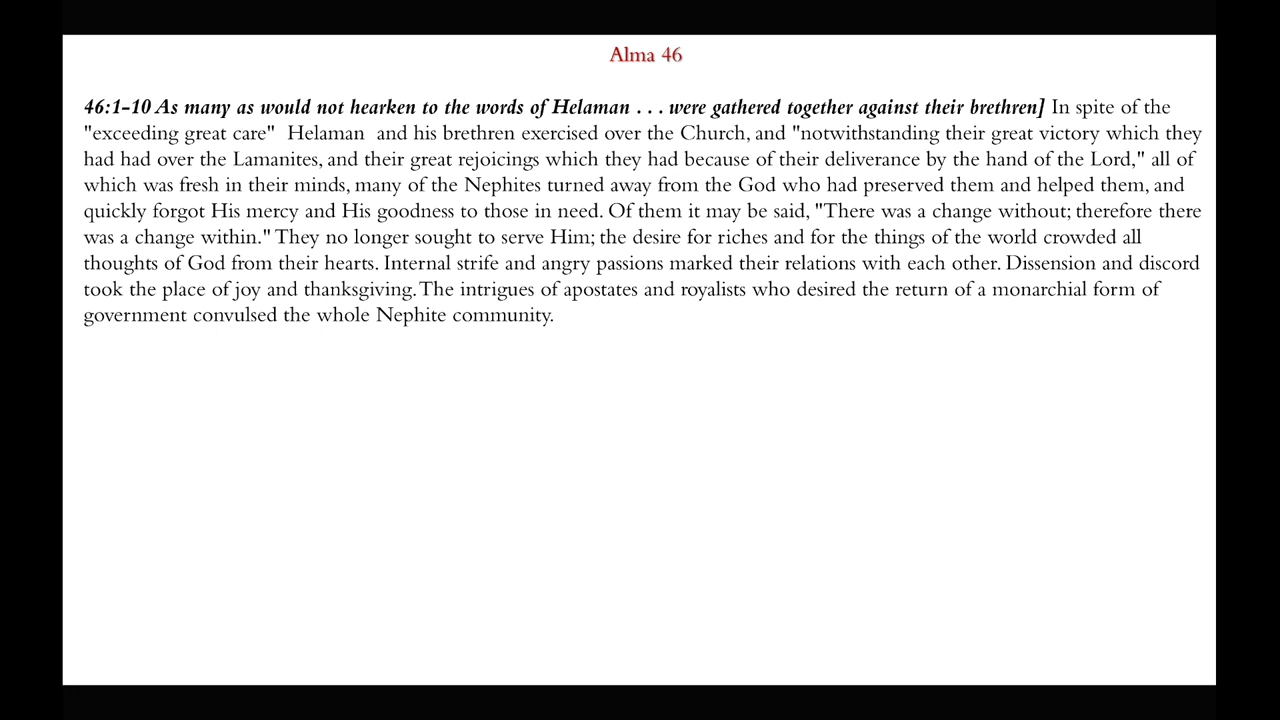 Alma 46
46:1-10 As many as would not hearken to the words of Helaman . . . were gathered together against their brethren] In spite of the
"exceeding great care"  Helaman  and his brethren exercised over the Church, and "notwithstanding their great victory which they
had had over the Lamanites, and their great rejoicings which they had because of their deliverance by the hand of the Lord," all of
which was fresh in their minds, many of the Nephites turned away from the God who had preserved them and helped them, and
quickly forgot His mercy and His goodness to those in need. Of them it may be said, "There was a change without; therefore there
was a change within." They no longer sought to serve Him; the desire for riches and for the things of the world crowded all
thoughts of God from their hearts. Internal strife and angry passions marked their relations with each other. Dissension and discord
took the place of joy and thanksgiving. The intrigues of apostates and royalists who desired the return of a monarchial form of
government convulsed the whole Nephite community.